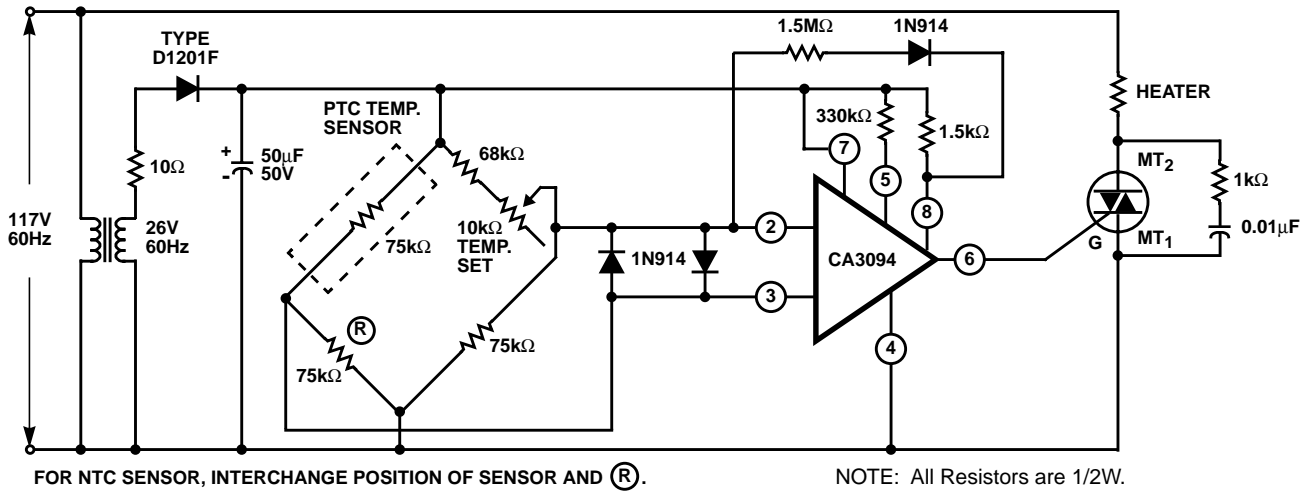 117V
60Hz
TYPE
D1201F
10Ω
26V
60Hz
+
-
50μF
50V
PTC TEMP.
SENSOR
75kΩ
68kΩ
10kΩ
TEMP.
SET
R
75kΩ
75kΩ
1N914
1.5MΩ
1N914
330kΩ
1.5kΩ
7
5
8
2
3
CA3094
6
4
HEATER
MT2
MT1
G
1kΩ
0.01μF
FOR NTC SENSOR, INTERCHANGE POSITION OF SENSOR AND R.
NOTE: All Resistors are 1/2W.